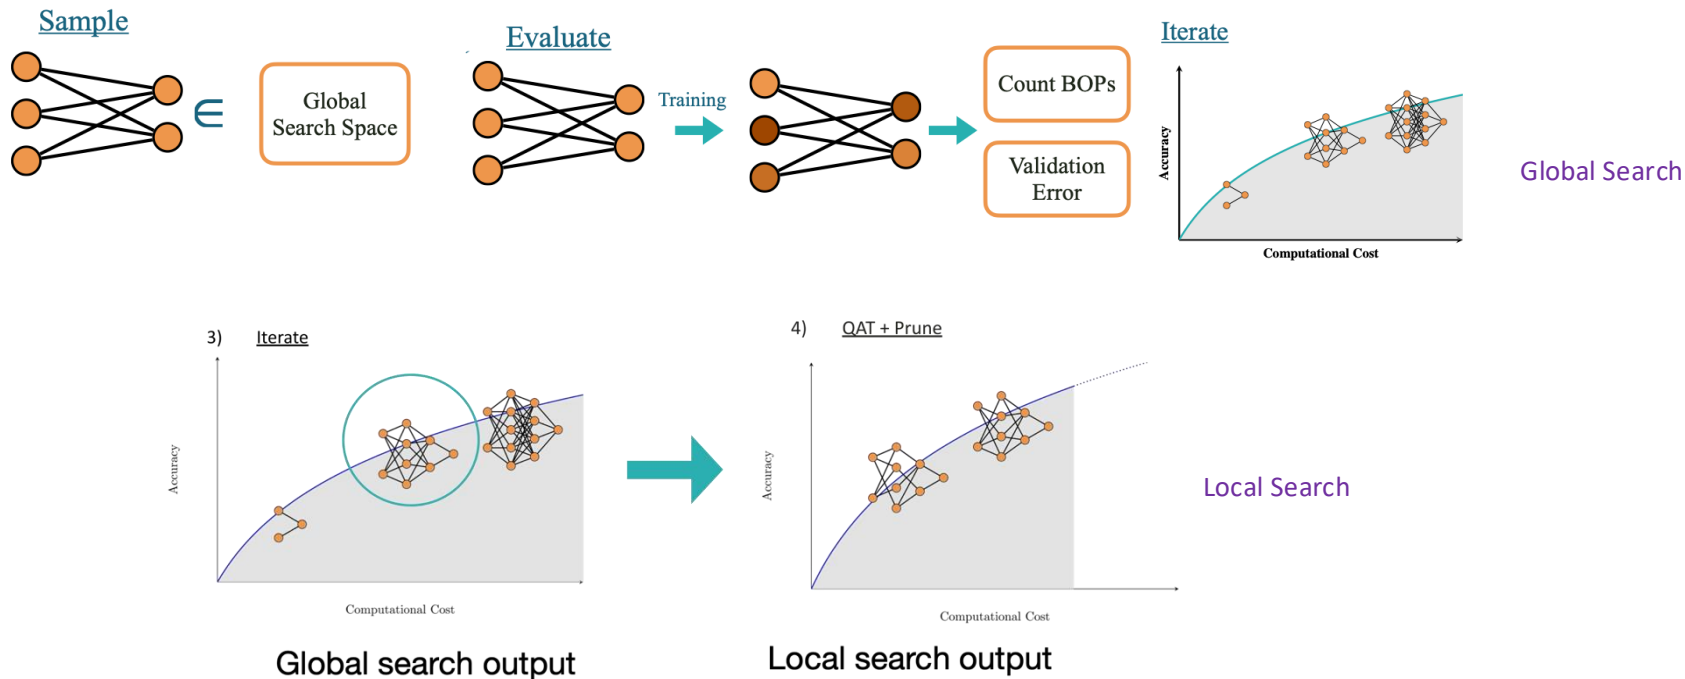 Sample
∈
Global
Search Space
Evaluate
Training
Count BOPs
Validation
Error
Iterate
Accuracy
Computational Cost
Global Search
3) Iterate
Accuracy
Computational Cost
4) QAT + Prune
Accuracy
Computational Cost
Local Search
Global search output
Local search output